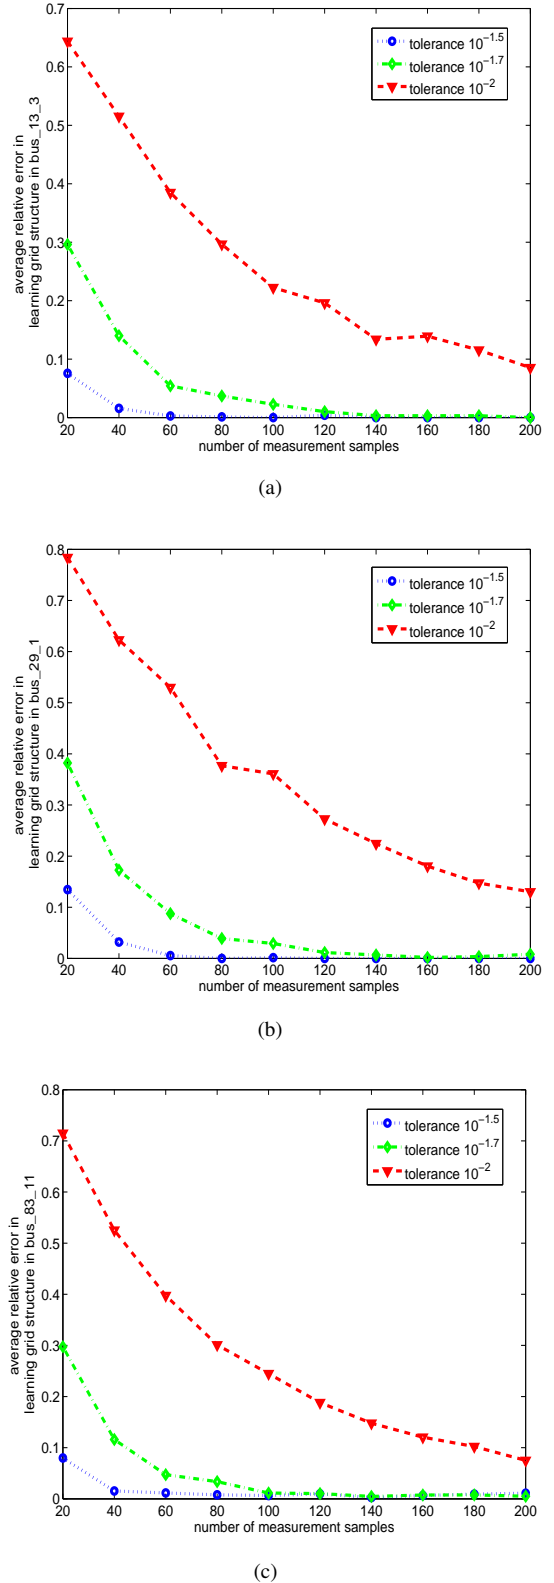 0.7
0.6
0.5
0.4
0.3
0.2
0.1
0
20 40 60 80 100 120 140 160 180 200
average relative error in
learning grid structure in bus_13_3
number of measurement samples
tolerance 10^−1.5
tolerance 10^−1.7
tolerance 10^−2
(a)
0.8
0.7
0.6
0.5
0.4
0.3
0.2
0.1
0
20 40 60 80 100 120 140 160 180 200
average relative error in
learning grid structure in bus_29_1
number of measurement samples
tolerance 10^−1.5
tolerance 10^−1.7
tolerance 10^−2
(b)
0.8
0.7
0.6
0.5
0.4
0.3
0.2
0.1
0
20 40 60 80 100 120 140 160 180 200
average relative error in
learning grid structure in bus_83_11
number of measurement samples
tolerance 10^−1.5
tolerance 10^−1.7
tolerance 10^−2
(c)